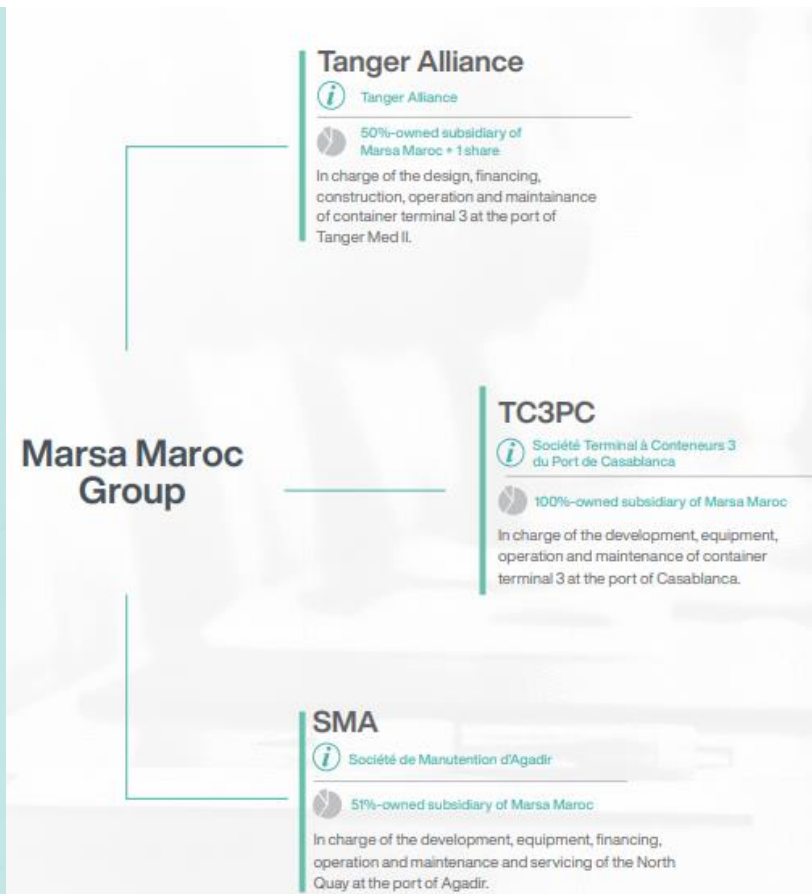 Tanger Alliance
Tanger Alliance
50%-owned subsidiary of
Marsa Maroc + 1 share
In charge of the design, financing,
construction, operation and maintainance
of container terminal 3 at the port of
Tanger Med II.
Marsa Maroc
Group
TC3PC
Société Terminal à Conteneurs 3
du Port de Casablanca
100%-owned subsidiary of Marsa Maroc
In charge of the development, equipment,
operation and maintenance of container
terminal 3 at the port of Casablanca.
SMA
Société de Manutention d'Agadir
51%-owned subsidiary of Marsa Maroc
In charge of the development, equipment, financing,
operation and maintenance and servicing of the North
Quay at the port of Agadir.